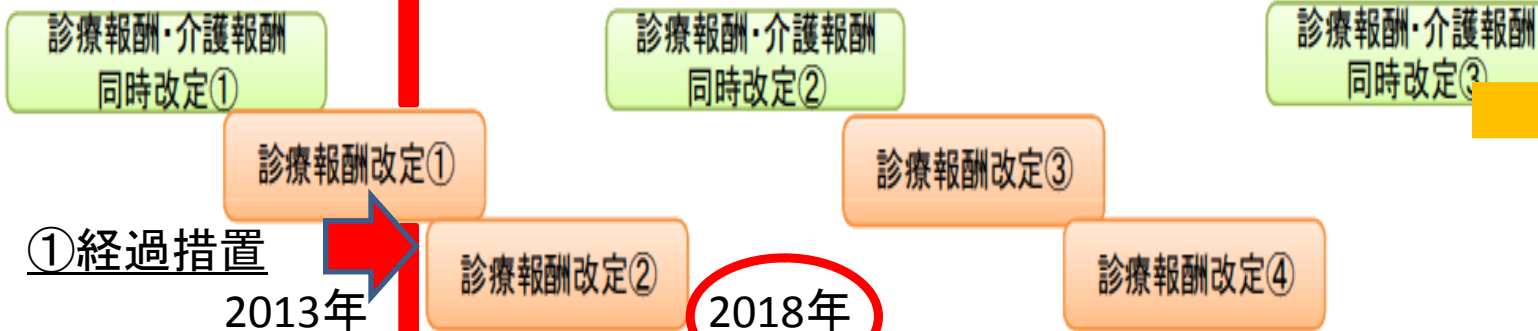 診療報酬・介護報酬
同時改定①
診療報酬・介護報酬
同時改定②
診療報酬・介護報酬
同時改定③
診療報酬改定①
診療報酬改定③
①経過措置
診療報酬改定②
診療報酬改定④
2013年
2018年